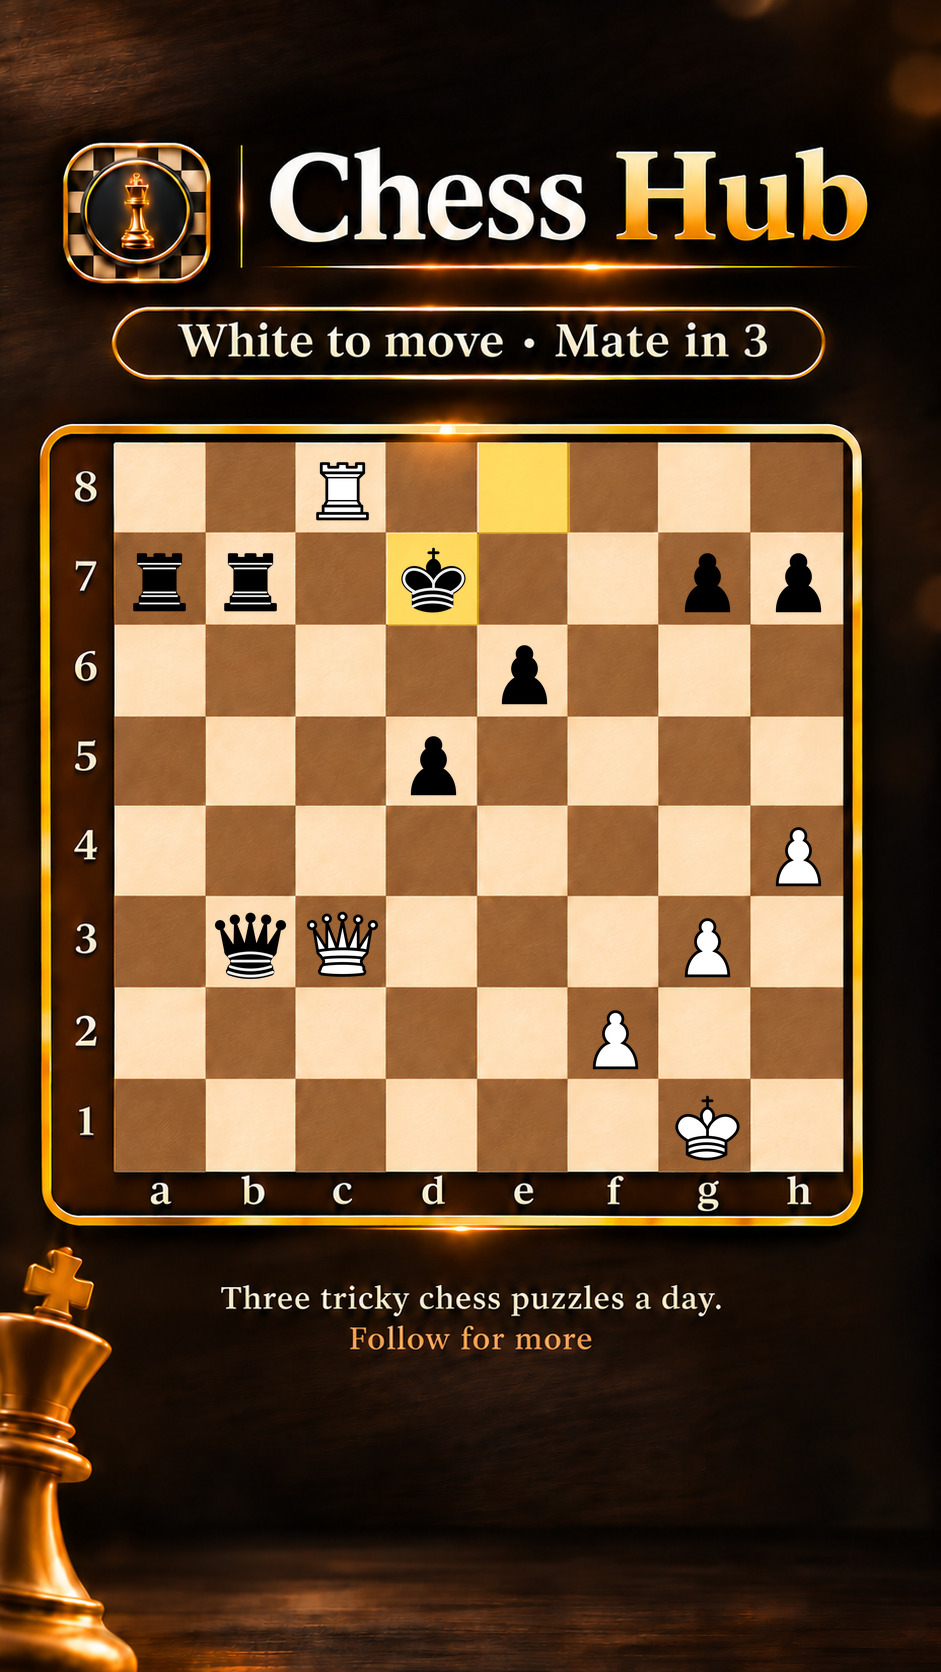 Chess Hub
White to move • Mate in 3
8
7
6
5
4
3
2
1
a b c d e f g h
Three tricky chess puzzles a day.
Follow for more